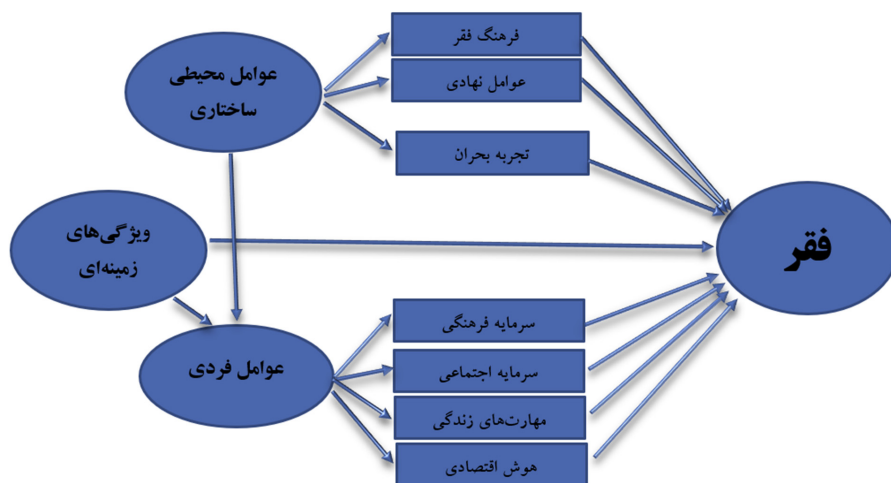 فرهنگ فقر
عوامل محیطی
ساختاری
عوامل نهادی
تجربه بحران
ویژگی‌های
زمینه‌ای
فقر
سرمایه فرهنگی
عوامل فردی
سرمایه اجتماعی
مهارت‌های زندگی
هوش اقتصادی